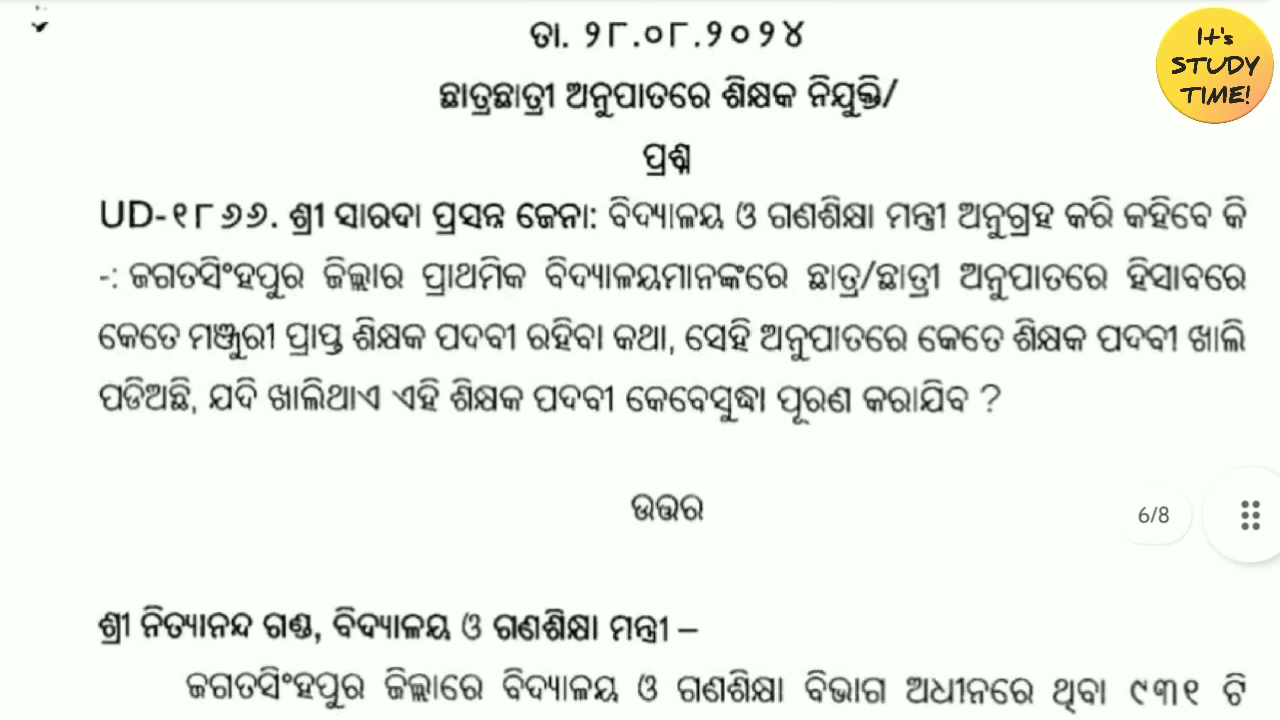 ତା. ୨୮.୦୮.୨୦୨୪
It's
STUDY
TIME!
ଛାତ୍ରଛାତ୍ରୀ ଅନୁପାତରେ ଶିକ୍ଷକ ନିଯୁକ୍ତି/
ପ୍ରଶ୍ନ
UD-୧୮୬୬. ଶ୍ରୀ ସାରଦା ପ୍ରସନ୍ନ ଜେନା: ବିଦ୍ୟାଳୟ ଓ ଗଣଶିକ୍ଷା ମନ୍ତ୍ରୀ ଅନୁଗ୍ରହ କରି କହିବେ କି
-: ଜଗତସିଂହପୁର ଜିଲ୍ଲାର ପ୍ରାଥମିକ ବିଦ୍ୟାଳୟମାନଙ୍କରେ ଛାତ୍ର/ଛାତ୍ରୀ ଅନୁପାତରେ ହିସାବରେ
କେତେ ମଞ୍ଜୁରୀ ପ୍ରାପ୍ତ ଶିକ୍ଷକ ପଦବୀ ରହିବା କଥା, ସେହି ଅନୁପାତରେ କେତେ ଶିକ୍ଷକ ପଦବୀ ଖାଲି
ପଡିଅଛି, ଯଦି ଖାଲିଥାଏ ଏହି ଶିକ୍ଷକ ପଦବୀ କେବେସୁଦ୍ଧା ପୂରଣ କରାଯିବ ?
ଉତ୍ତର
6/8
ଶ୍ରୀ ନିତ୍ୟାନନ୍ଦ ଗଣ୍ଡ, ବିଦ୍ୟାଳୟ ଓ ଗଣଶିକ୍ଷା ମନ୍ତ୍ରୀ –
ଜଗତସିଂହପୁର ଜିଲ୍ଲାରେ ବିଦ୍ୟାଳୟ ଓ ଗଣଶିକ୍ଷା ବିଭାଗ ଅଧୀନରେ ଥିବା ୯୩୧ ଟି